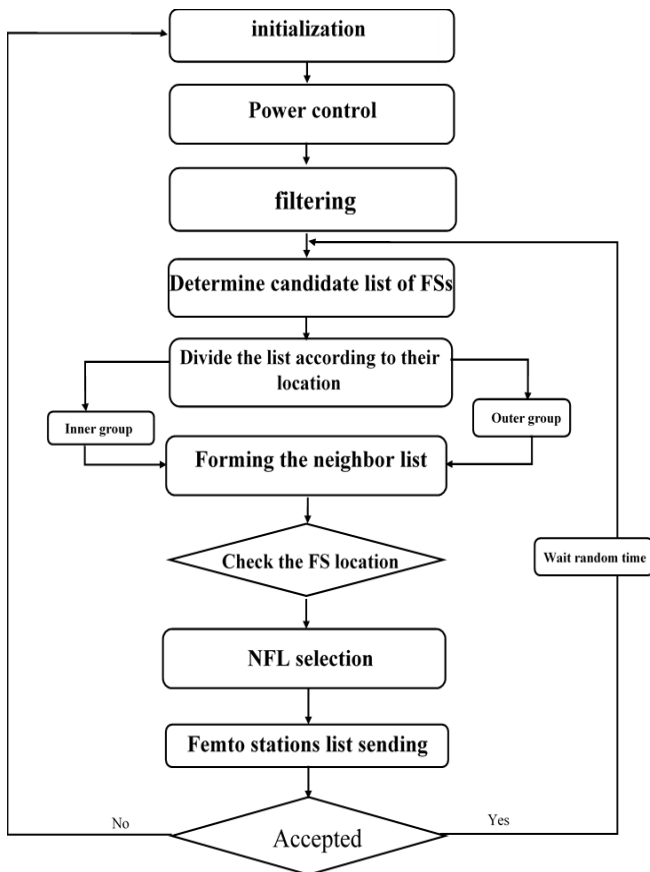 initialization
Power control
filtering
Determine candidate list of FSs
Divide the list according to their
location
Inner group
Outer group
Forming the neighbor list
Check the FS location
Wait random time
NFL selection
Femto stations list sending
No
Accepted
Yes